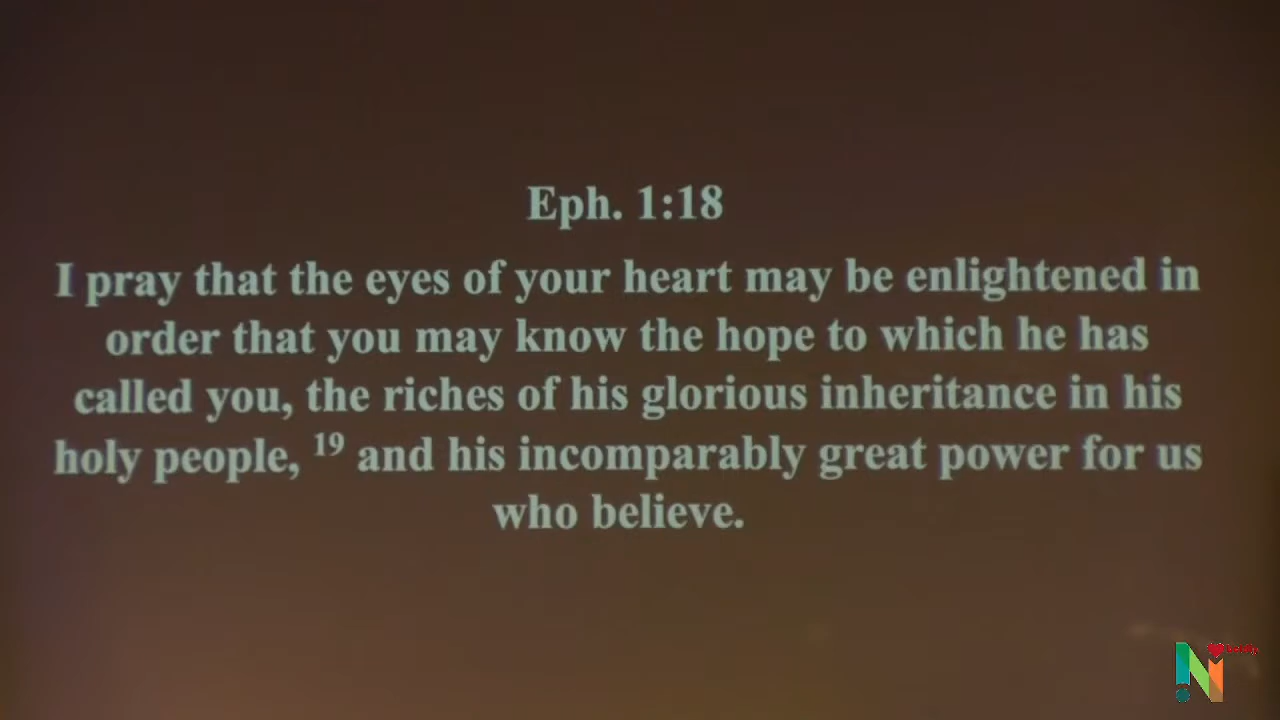 Eph. 1:18
I pray that the eyes of your heart may be enlightened in
order that you may know the hope to which he has
called you, the riches of his glorious inheritance in his
holy people, 19 and his incomparably great power for us
who believe.
N